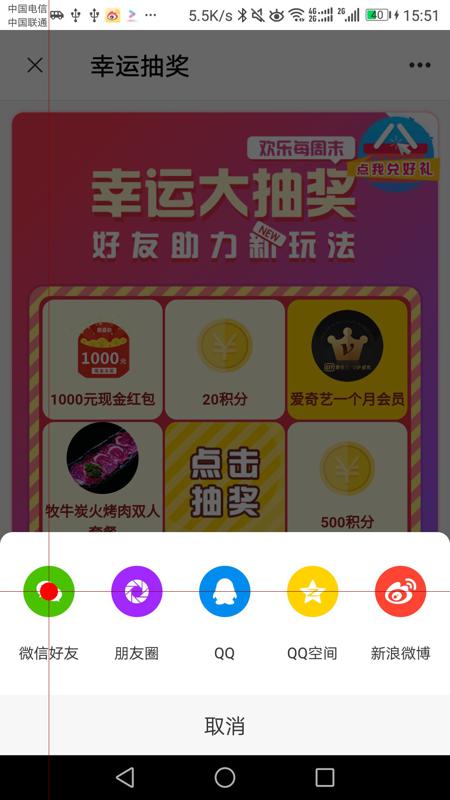 中国电信
中国联通
5.5K/s
4G
2G
2G
40
15:51
幸运抽奖
欢乐每周末
点我兑好礼
幸运大抽奖
NEW
好友助力新玩法
1000元
1000元现金红包
20积分
爱奇艺一个月会员
牧牛炭火烤肉双人
套餐
点击
抽奖
500积分
微信好友
朋友圈
QQ
QQ空间
新浪微博
取消